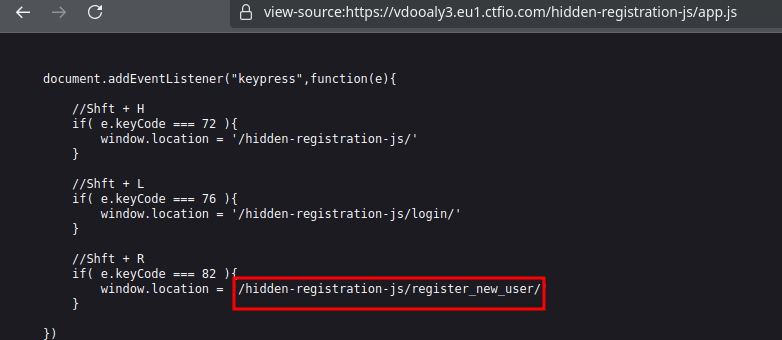 view-source:https://vdooaly3.eu1.ctfio.com/hidden-registration-js/app.js
document.addEventListener("keypress",function(e){
//Shft + H
if( e.keyCode === 72 ){
window.location = '/hidden-registration-js/'
}
//Shft + L
if( e.keyCode === 76 ){
window.location = '/hidden-registration-js/login/'
}
//Shft + R
if( e.keyCode === 82 ){
window.location = /hidden-registration-js/register_new_user/
}
})